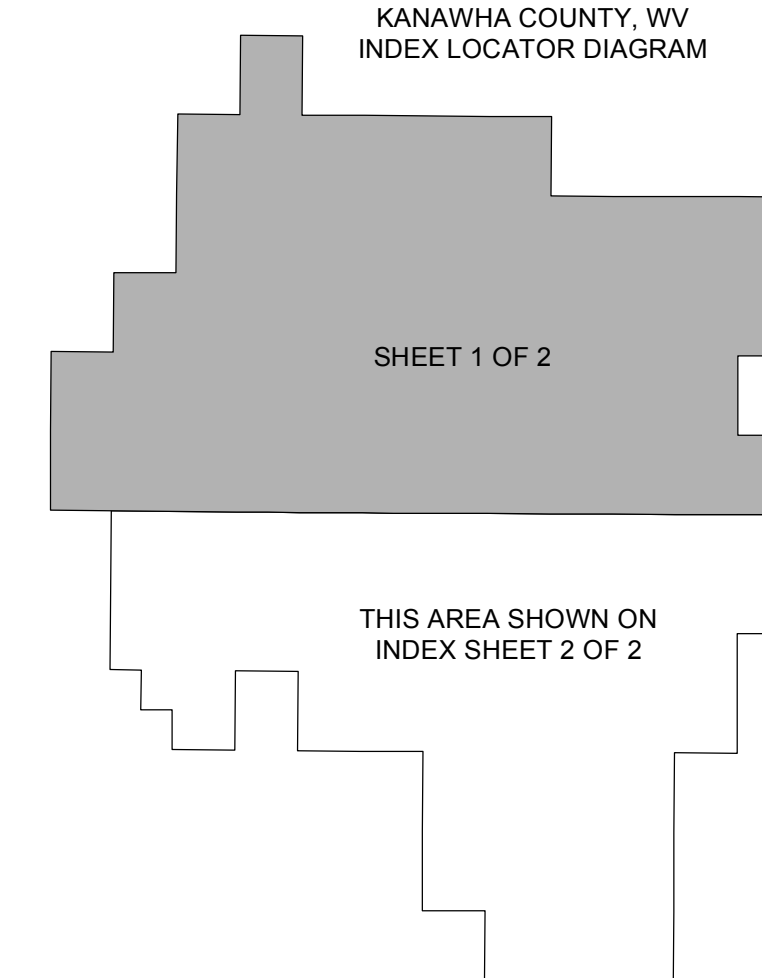 KANAWHA COUNTY, WV
INDEX LOCATOR DIAGRAM
SHEET 1 OF 2
THIS AREA SHOWN ON
INDEX SHEET 2 OF 2